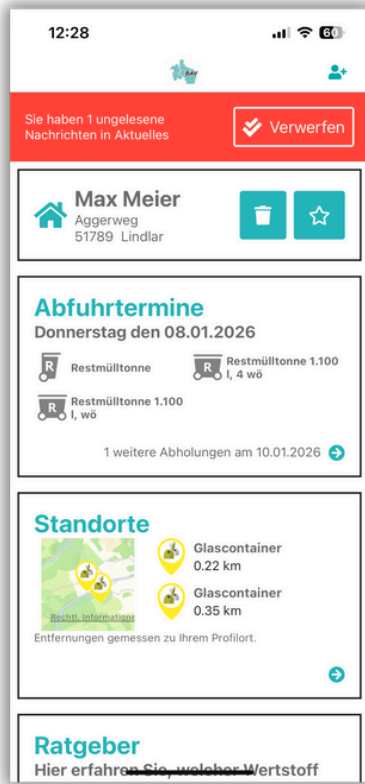 12:28
60
BAV
Sie haben 1 ungelesene
Nachrichten in Aktuelles
Verwerfen
Max Meier
Aggerweg
51789 Lindlar
Abfuhrtermine
Donnerstag den 08.01.2026
R Restmülltonne
R Restmülltonne 1.100
l, 4 wö
R Restmülltonne 1.100
l, wö
1 weitere Abholungen am 10.01.2026
Standorte
Glascontainer
0.22 km
Glascontainer
0.35 km
Rechtl. Informatione
Entfernungen gemessen zu Ihrem Profilort.
Ratgeber
Hier erfahren Sie, welcher Wertstoff